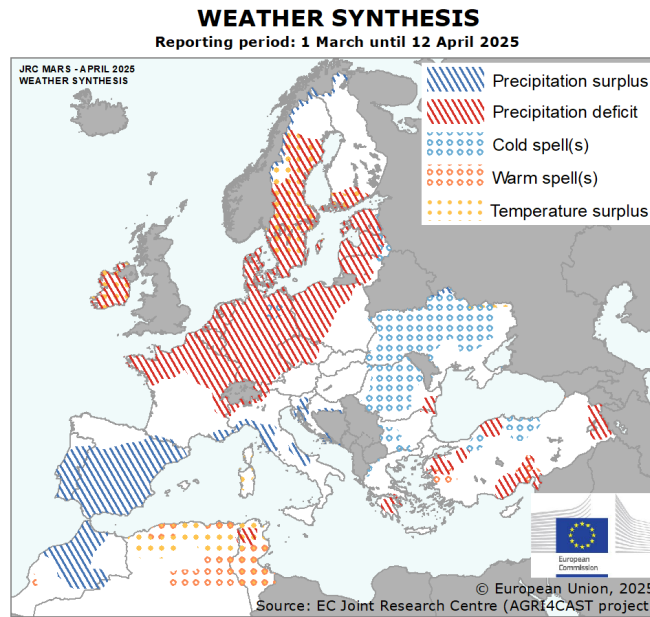 WEATHER SYNTHESIS
Reporting period: 1 March until 12 April 2025
JRC MARS - APRIL 2025
WEATHER SYNTHESIS
Precipitation surplus
Precipitation deficit
Cold spell(s)
Warm spell(s)
Temperature surplus
European
Commission
© European Union, 2025
Source: EC Joint Research Centre (AGRI4CAST project